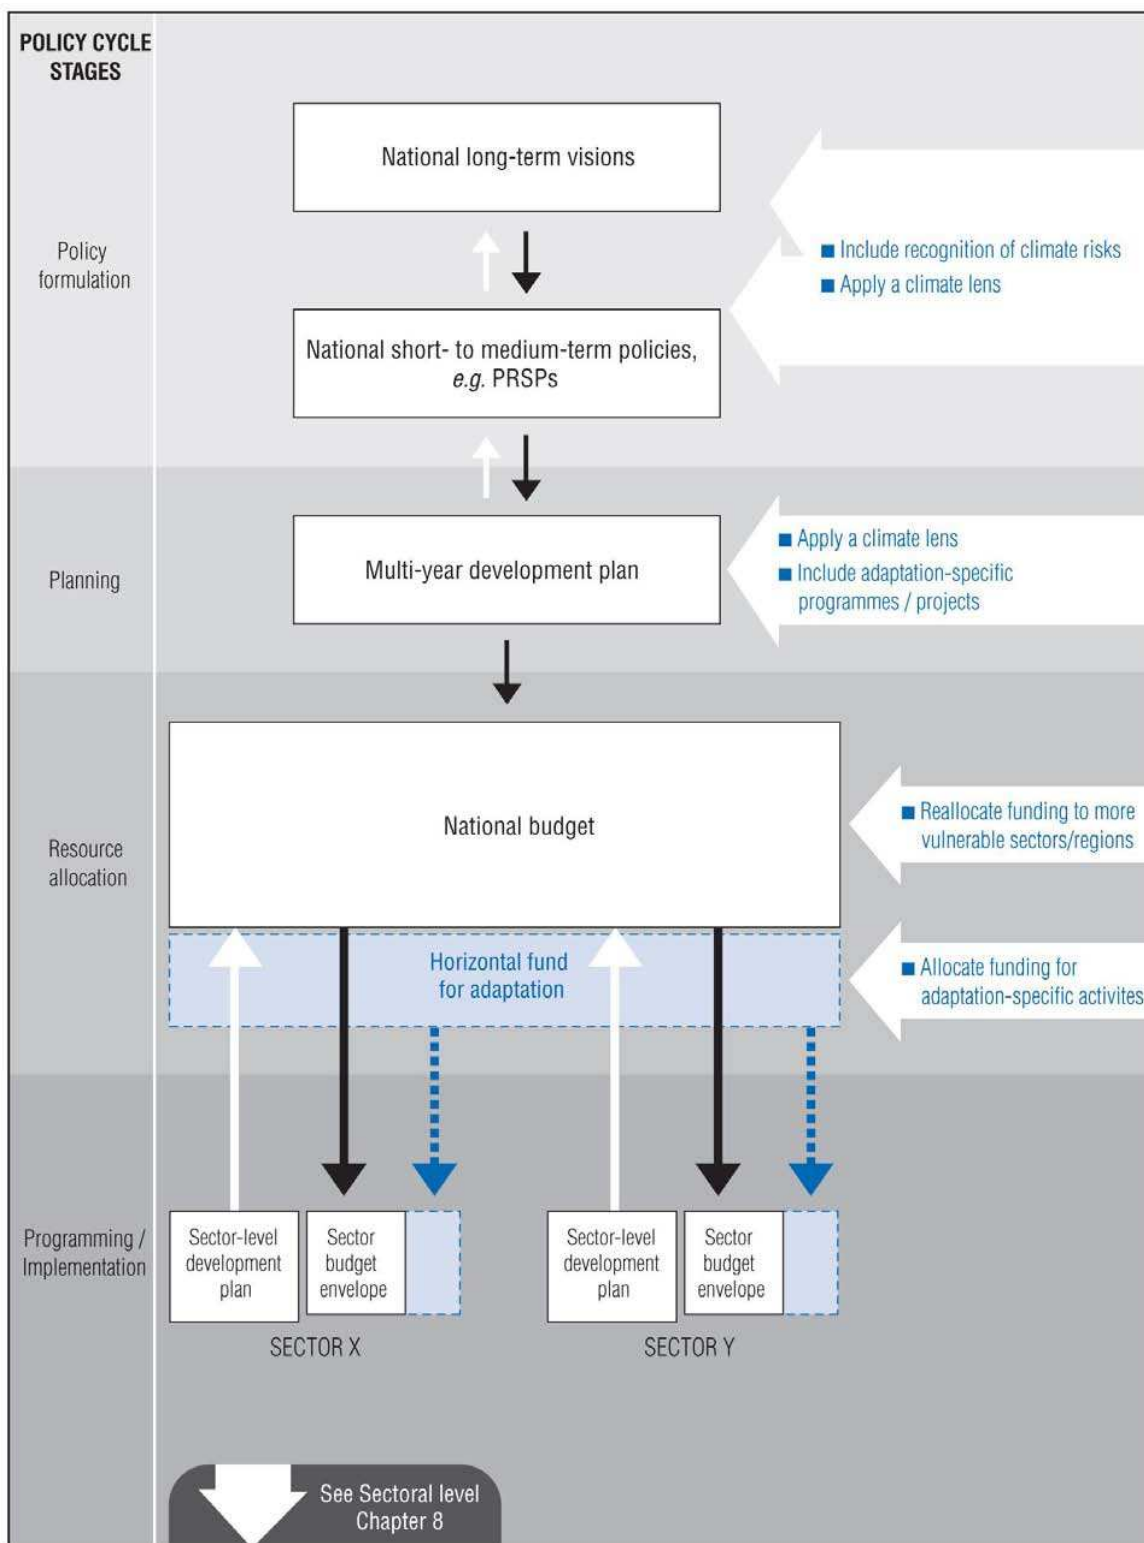 POLICY CYCLE
STAGES
National long-term visions
Policy
formulation
■ Include recognition of climate risks
■ Apply a climate lens
National short- to medium-term policies,
e.g. PRSPs
Planning
Multi-year development plan
■ Apply a climate lens
■ Include adaptation-specific
programmes / projects
Resource
allocation
National budget
■ Reallocate funding to more
vulnerable sectors/regions
Horizontal fund
for adaptation
■ Allocate funding for
adaptation-specific activites
Programming /
Implementation
Sector-level
development
plan
Sector
budget
envelope
SECTOR X
Sector-level
development
plan
Sector
budget
envelope
SECTOR Y
See Sectoral level
Chapter 8